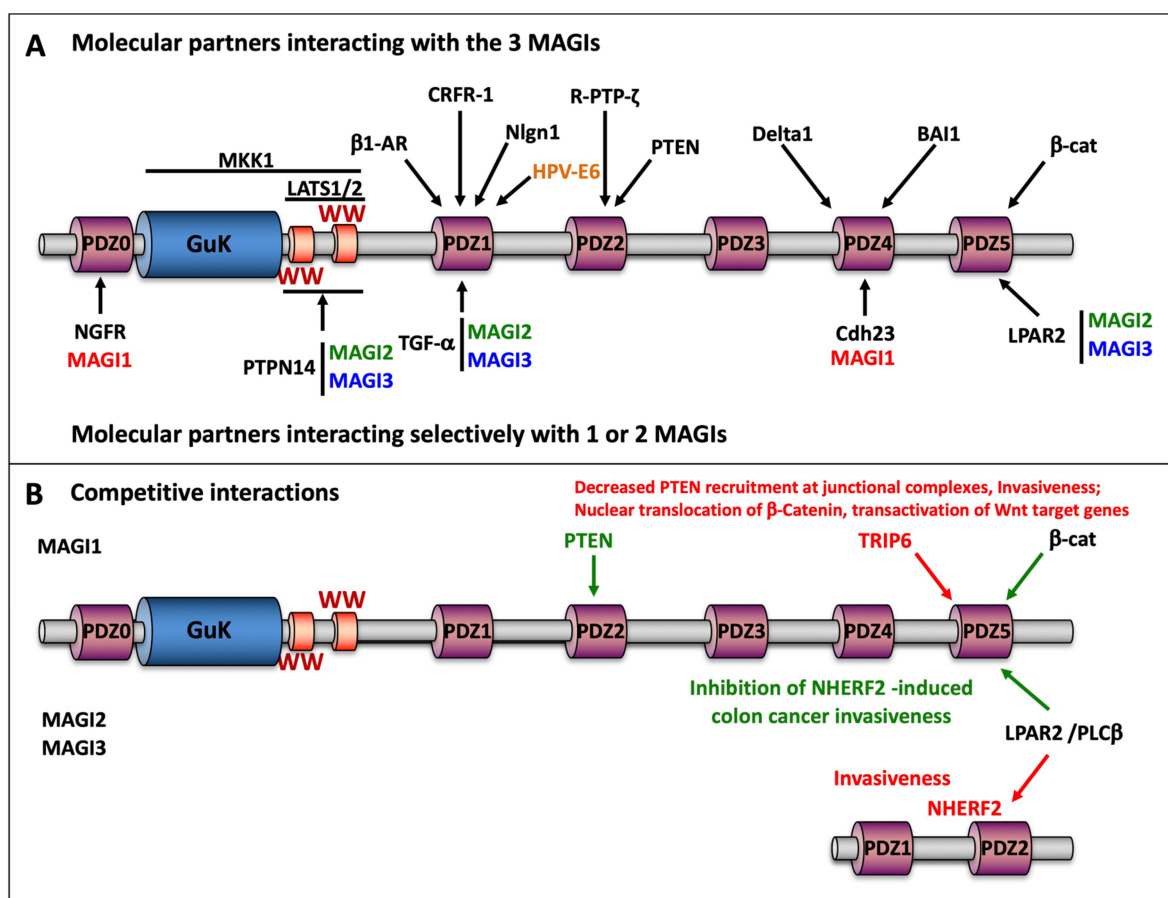 A Molecular partners interacting with the 3 MAGIs
CRFR-1
R-PTP-ζ
β1-AR
Nlgn1
HPV-E6
PTEN
Delta1
BAI1
β-cat
MKK1
LATS1/2
WW
PDZ0
GuK
PDZ1
PDZ2
PDZ3
PDZ4
PDZ5
WW
NGFR
MAGI1
PTPN14
MAGI2
MAGI3
TGF-α
MAGI2
MAGI3
Cdh23
MAGI1
LPAR2
MAGI2
MAGI3
Molecular partners interacting selectively with 1 or 2 MAGIs
B Competitive interactions
Decreased PTEN recruitment at junctional complexes, Invasiveness;
Nuclear translocation of β-Catenin, transactivation of Wnt target genes
MAGI1
PTEN
TRIP6
β-cat
WW
PDZ0
GuK
PDZ1
PDZ2
PDZ3
PDZ4
PDZ5
WW
Inhibition of NHERF2 -induced
colon cancer invasiveness
MAGI2
MAGI3
LPAR2 /PLCβ
Invasiveness
NHERF2
PDZ1
PDZ2